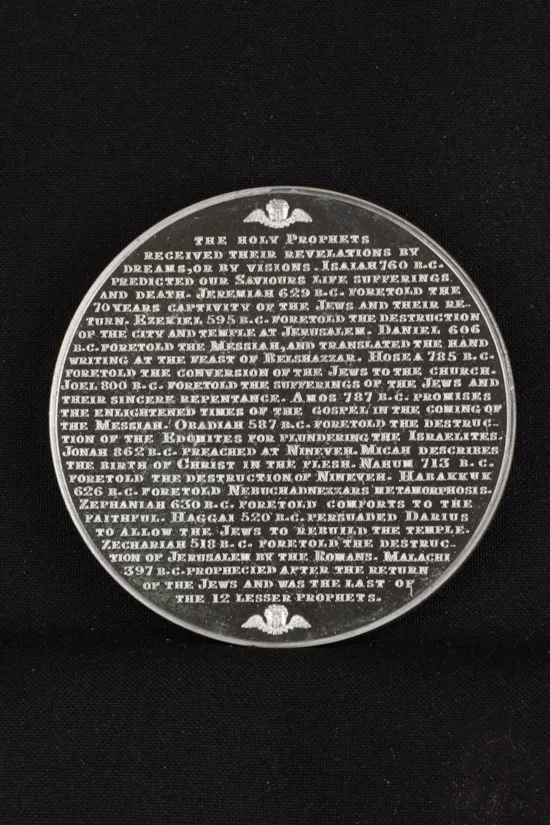 THE HOLY PROPHETS
RECEIVED THEIR REVELATIONS BY
DREAMS, OR BY VISIONS. ISAIAH 760 B.C.
PREDICTED OUR SAVIOURS LIFE SUFFERINGS
AND DEATH. JEREMIAH 629 B.C. FORETOLD THE
70 YEARS CAPTIVITY OF THE JEWS AND THEIR RE-
TURN. EZEKIEL 595 B.C. FORETOLD THE DESTRUCTION
OF THE CITY AND TEMPLE AT JERUSALEM. DANIEL 606
B.C. FORETOLD THE MESSIAH, AND TRANSLATED THE HAND
WRITING AT THE FEAST OF BELSHAZZAR. HOSEA 785 B.C.
FORETOLD THE CONVERSION OF THE JEWS TO THE CHURCH.
JOEL 800 B.C. FORETOLD THE SUFFERINGS OF THE JEWS AND
THEIR SINCERE REPENTANCE. AMOS 787 B.C. PROMISES
THE ENLIGHTENED TIMES OF THE GOSPEL, IN THE COMING OF
THE MESSIAH. OBADIAH 587 B.C. FORETOLD THE DESTRUC-
TION OF THE EDOMITES FOR PLUNDERING THE ISRAELITES.
JONAH 862 B.C. PREACHED AT NINEVEH. MICAH DESCRIBES
THE BIRTH OF CHRIST IN THE FLESH. NAHUM 713 B.C.
FORETOLD THE DESTRUCTION OF NINEVEH. HABAKKUK
626 B.C. FORETOLD NEBUCHADNEZZARS METAMORPHOSIS.
ZEPHANIAH 630 B.C. FORETOLD COMFORTS TO THE
FAITHFUL. HAGGAI 520 B.C. PERSUADED DARIUS
TO ALLOW THE JEWS TO REBUILD THE TEMPLE.
ZECHARIAH 518 B.C. FORETOLD THE DESTRUC-
TION OF JERUSALEM BY THE ROMANS. MALACHI
397 B.C. PROPHECIED AFTER THE RETURN
OF THE JEWS AND WAS THE LAST OF
THE 12 LESSER PROPHETS.